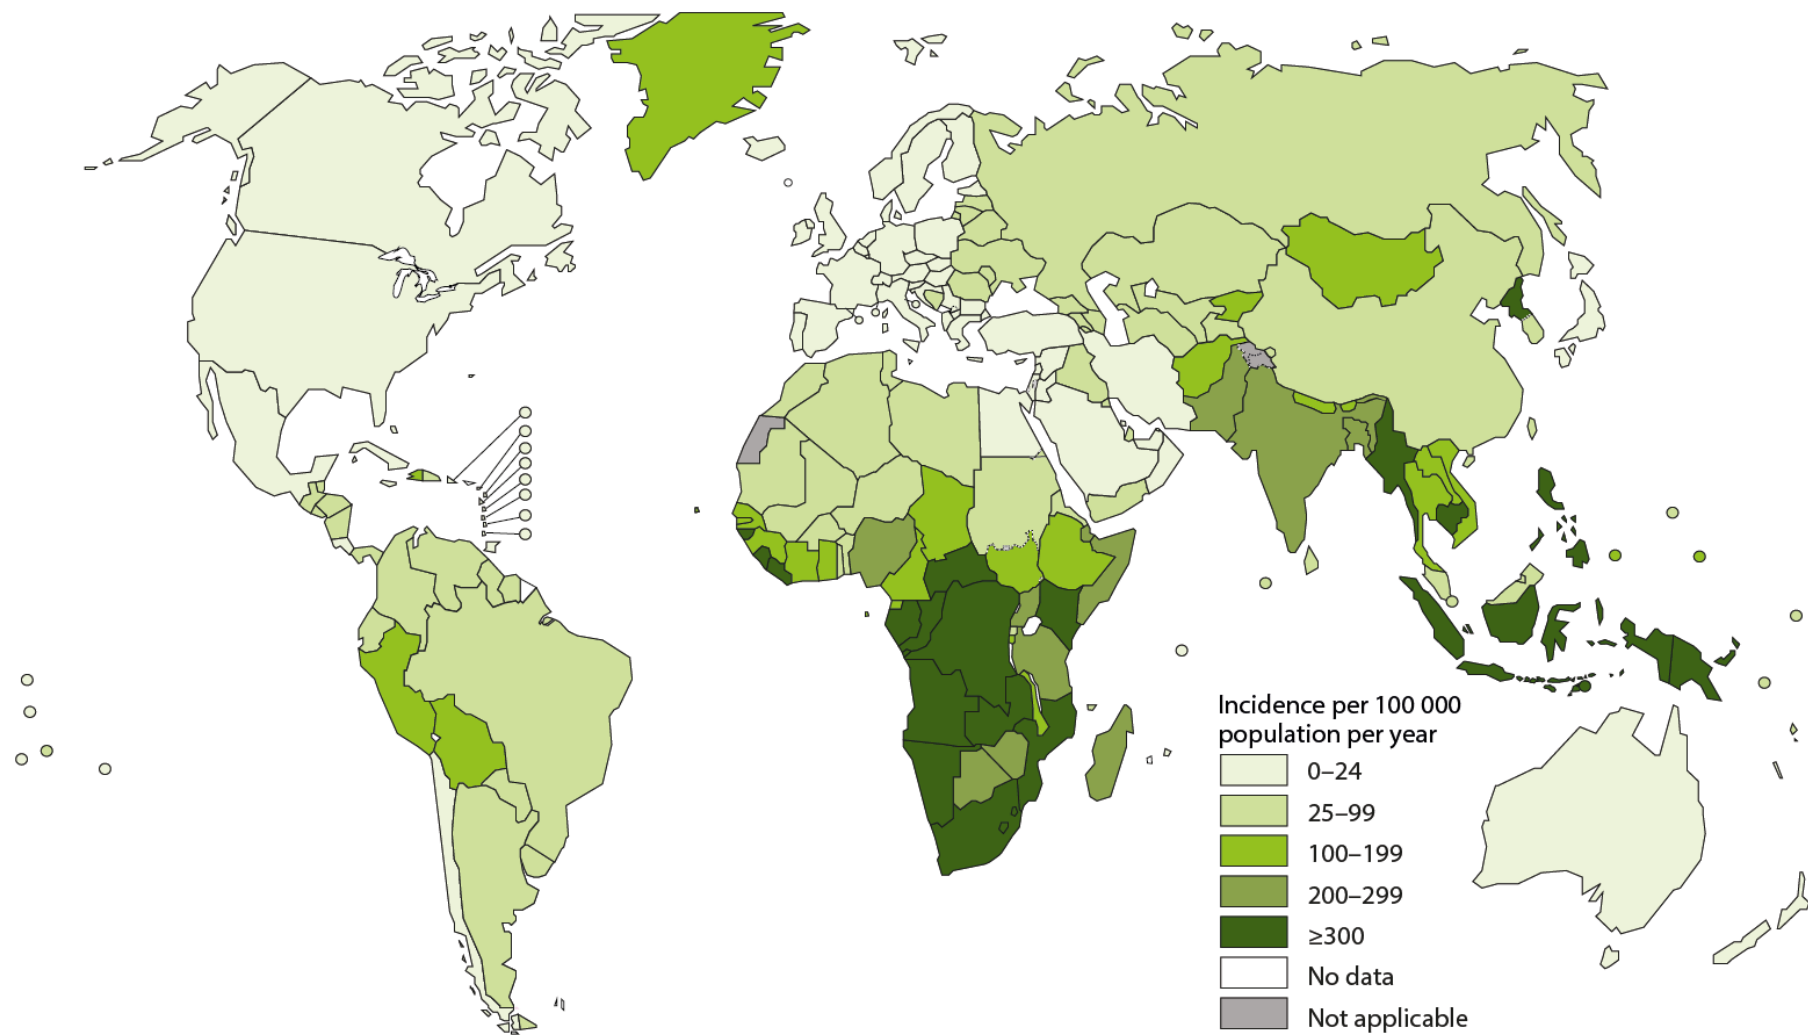 Incidence per 100 000
population per year
0–24
25–99
100–199
200–299
≥300
No data
Not applicable